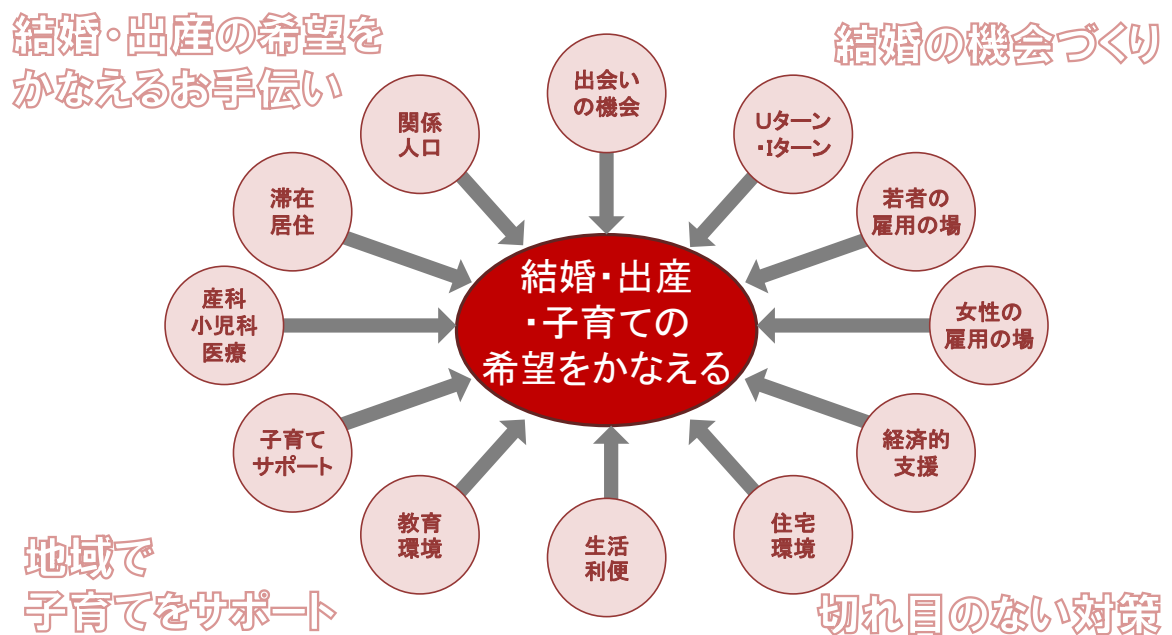 結婚・出産の希望を
かなえるお手伝い
結婚の機会づくり
出会い
の機会
Uターン
・Iターン
若者の
雇用の場
女性の
雇用の場
経済的
支援
住宅
環境
生活
利便
教育
環境
子育て
サポート
産科
小児科
医療
滞在
居住
関係
人口
結婚・出産
・子育ての
希望をかなえる
地域で
子育てをサポート
切れ目のない対策